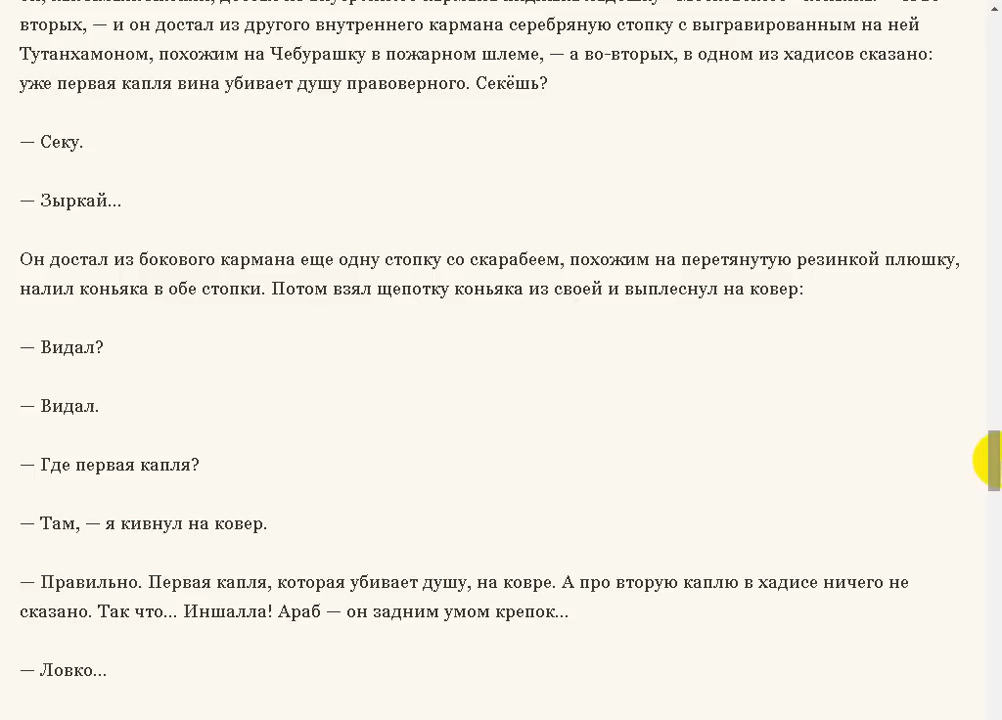 вторых, — и он достал из другого внутреннего кармана серебряную стопку с выгравированным на ней
Тутанхамоном, похожим на Чебурашку в пожарном шлеме, — а во-вторых, в одном из хадисов сказано:
уже первая капля вина убивает душу правоверного. Секёшь?
— Секу.
— Зыркай...
Он достал из бокового кармана еще одну стопку со скарабеем, похожим на перетянутую резинкой плюшку,
налил коньяка в обе стопки. Потом взял щепотку коньяка из своей и выплеснул на ковер:
— Видал?
— Видал.
— Где первая капля?
— Там, — я кивнул на ковер.
— Правильно. Первая капля, которая убивает душу, на ковре. А про вторую каплю в хадисе ничего не
сказано. Так что... Иншалла! Араб — он задним умом крепок...
— Ловко...